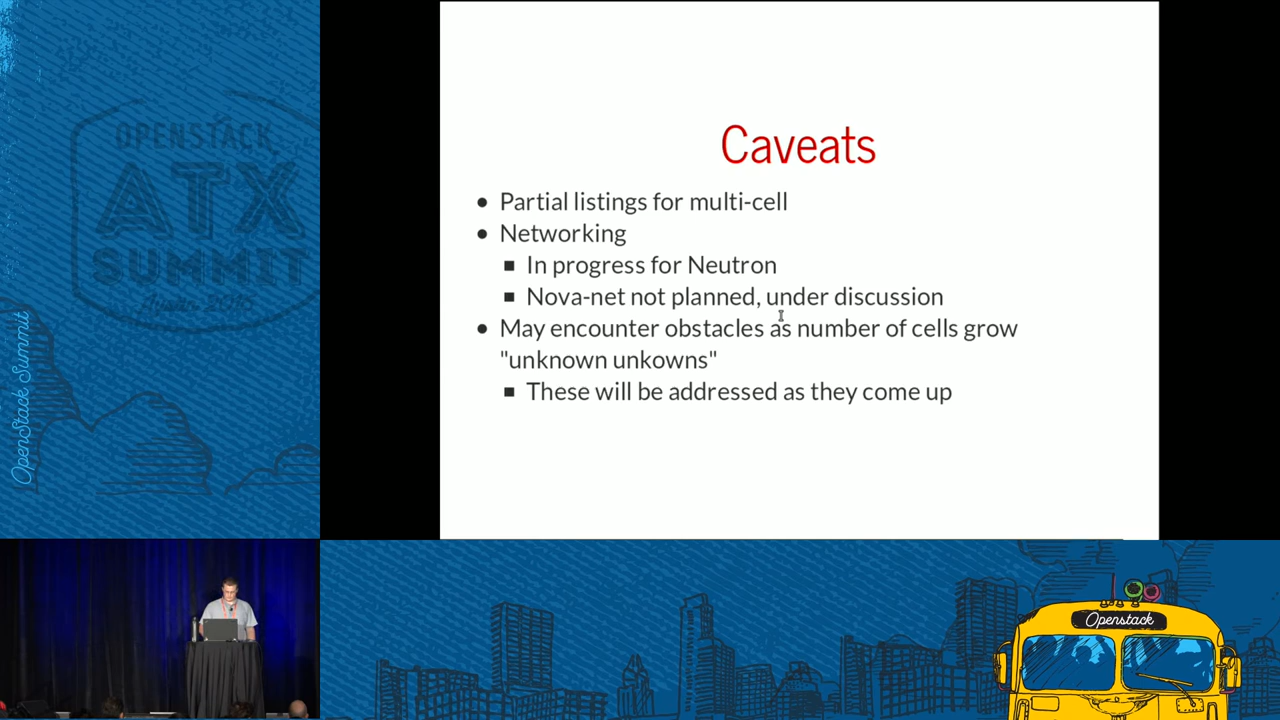 OPENSTACK
ATX
SUMMIT
Austin 2016
OpenStack Summit
Caveats
• Partial listings for multi-cell
• Networking
▪ In progress for Neutron
▪ Nova-net not planned, under discussion
• May encounter obstacles as number of cells grow
"unknown unkowns"
▪ These will be addressed as they come up
Openstack